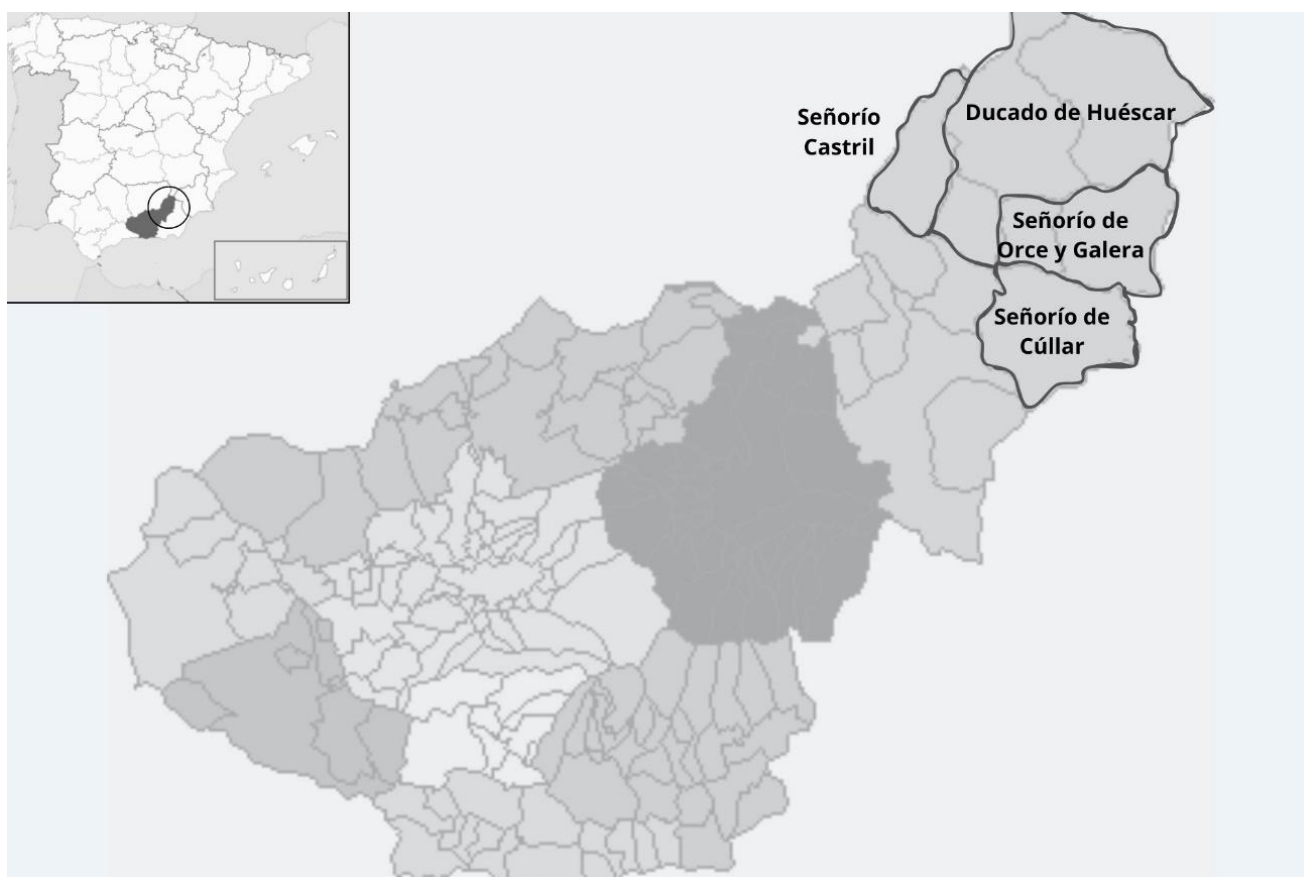 Señorío
Castril
Ducado de Huéscar
Señorío de
Orce y Galera
Señorío de
Cúllar